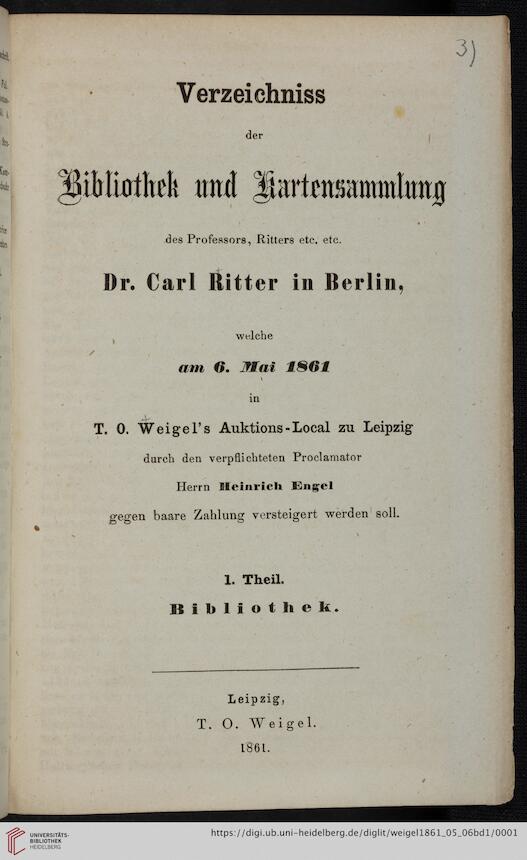 3)
Verzeichniss
der
Bibliothek und Kartensammlung
des Professors, Ritters etc. etc.
Dr. Carl Ritter in Berlin,
welche
am 6. Mai 1861
in
T. O. Weigel's Auktions-Local zu Leipzig
durch den verpflichteten Proclamator
Herrn Heinrich Engel
gegen baare Zahlung versteigert werden soll.
1. Theil.
Bibliothek.
Leipzig,
T. O. Weigel.
1861.
UNIVERSITÄTS-
BIBLIOTHEK
HEIDELBERG
https://digi.ub.uni-heidelberg.de/diglit/weigel1861_05_06bd1/0001